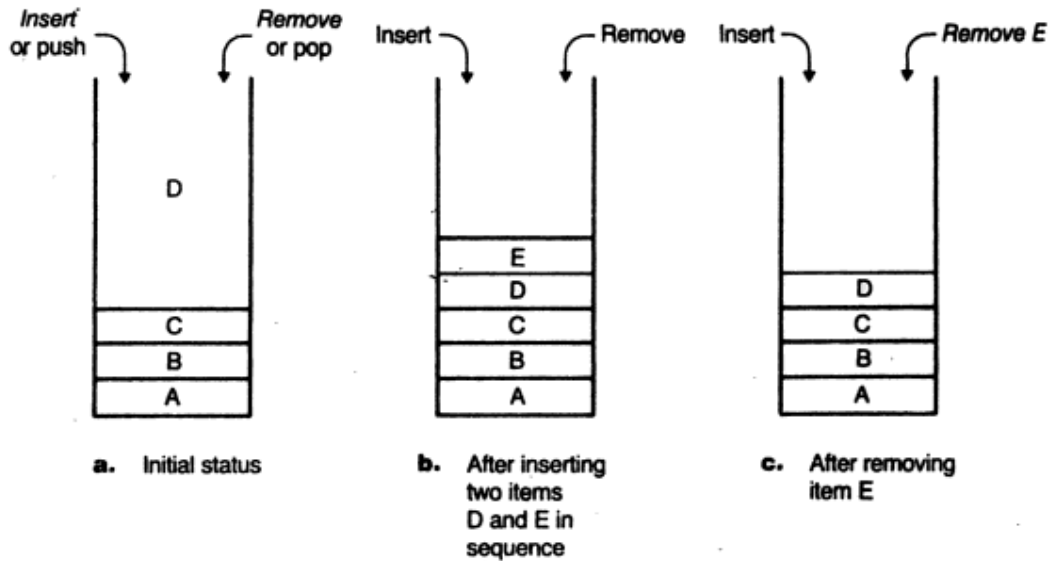 Insert
or push
Remove
or pop
D
C
B
A
a. Initial status
Insert
Remove
E
D
C
B
A
b. After inserting
two items
D and E in
sequence
Insert
Remove E
D
C
B
A
c. After removing
item E